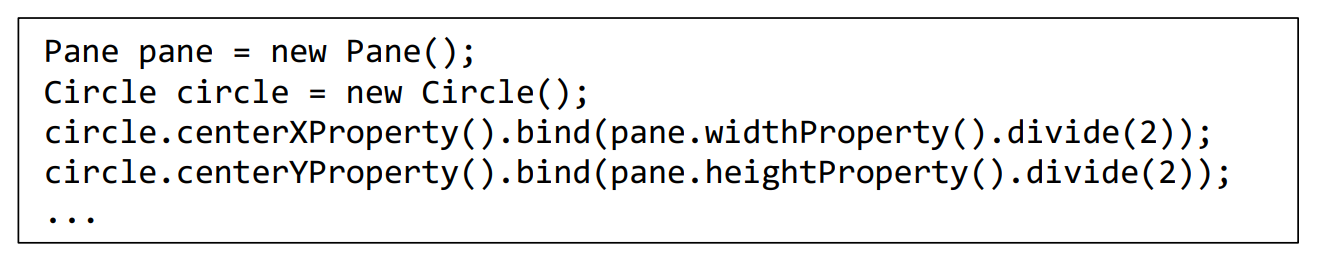 Pane pane = new Pane();
Circle circle = new Circle();
circle.centerXProperty().bind(pane.widthProperty().divide(2));
circle.centerYProperty().bind(pane.heightProperty().divide(2));
...